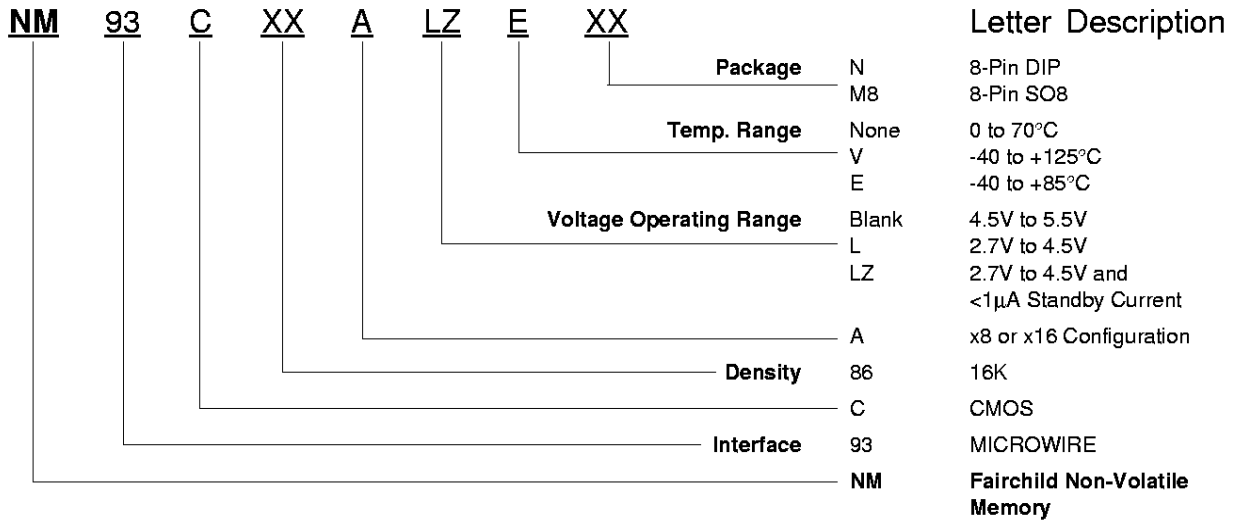 NM 93 C XX A LZ E XX Letter Description
Package N 8-Pin DIP
M8 8-Pin SO8
Temp. Range None 0 to 70°C
V -40 to +125°C
E -40 to +85°C
Voltage Operating Range Blank 4.5V to 5.5V
L 2.7V to 4.5V
LZ 2.7V to 4.5V and
<1μA Standby Current
A x8 or x16 Configuration
Density 86 16K
C CMOS
Interface 93 MICROWIRE
NM Fairchild Non-Volatile
Memory